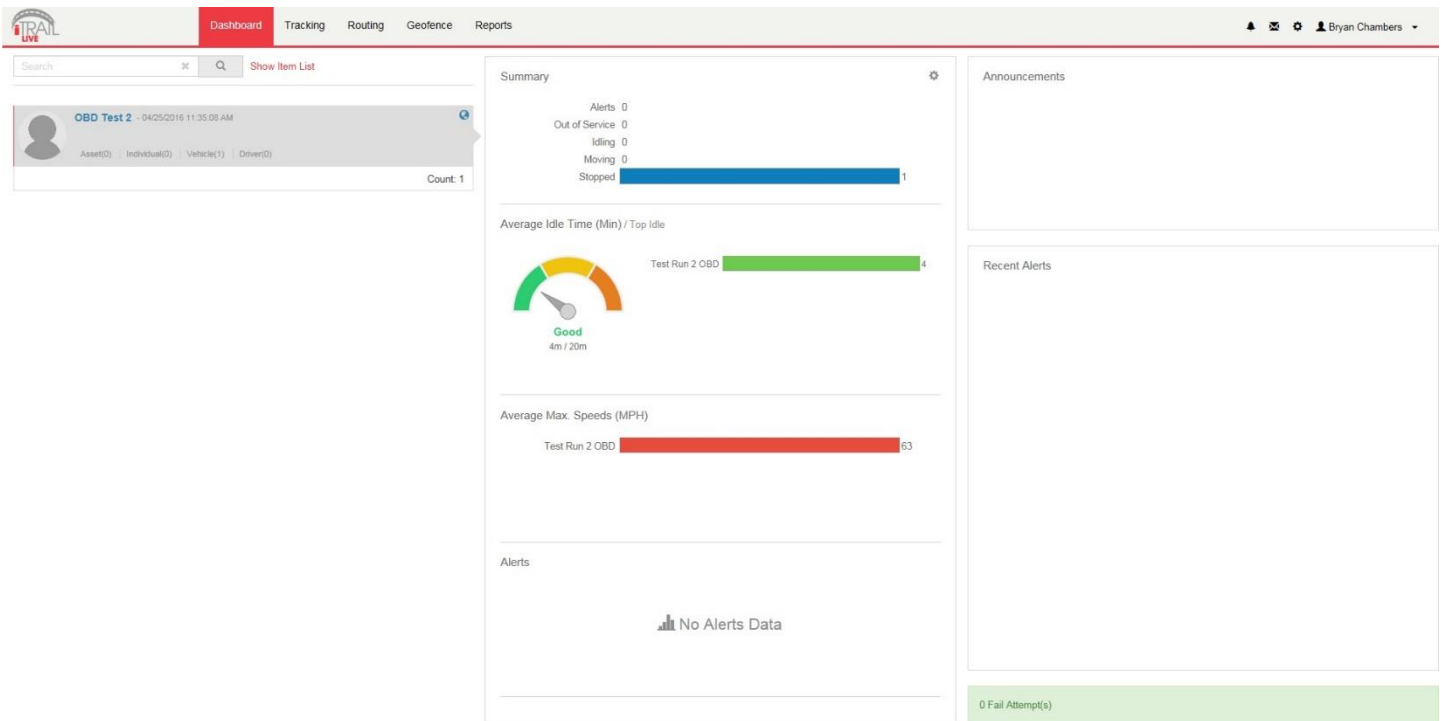 iTRAIL
LIVE
Dashboard Tracking Routing Geofence Reports
Bryan Chambers
Search
Show Item List
OBD Test 2 - 04/25/2016 11:35:08 AM
Asset(0) | Individual(0) | Vehicle(1) | Driver(0)
Count: 1
Summary
Alerts 0
Out of Service 0
Idling 0
Moving 0
Stopped 1
Average Idle Time (Min) / Top Idle
Test Run 2 OBD 4
Good
4m / 20m
Average Max. Speeds (MPH)
Test Run 2 OBD 63
Alerts
No Alerts Data
Announcements
Recent Alerts
0 Fail Attempt(s)